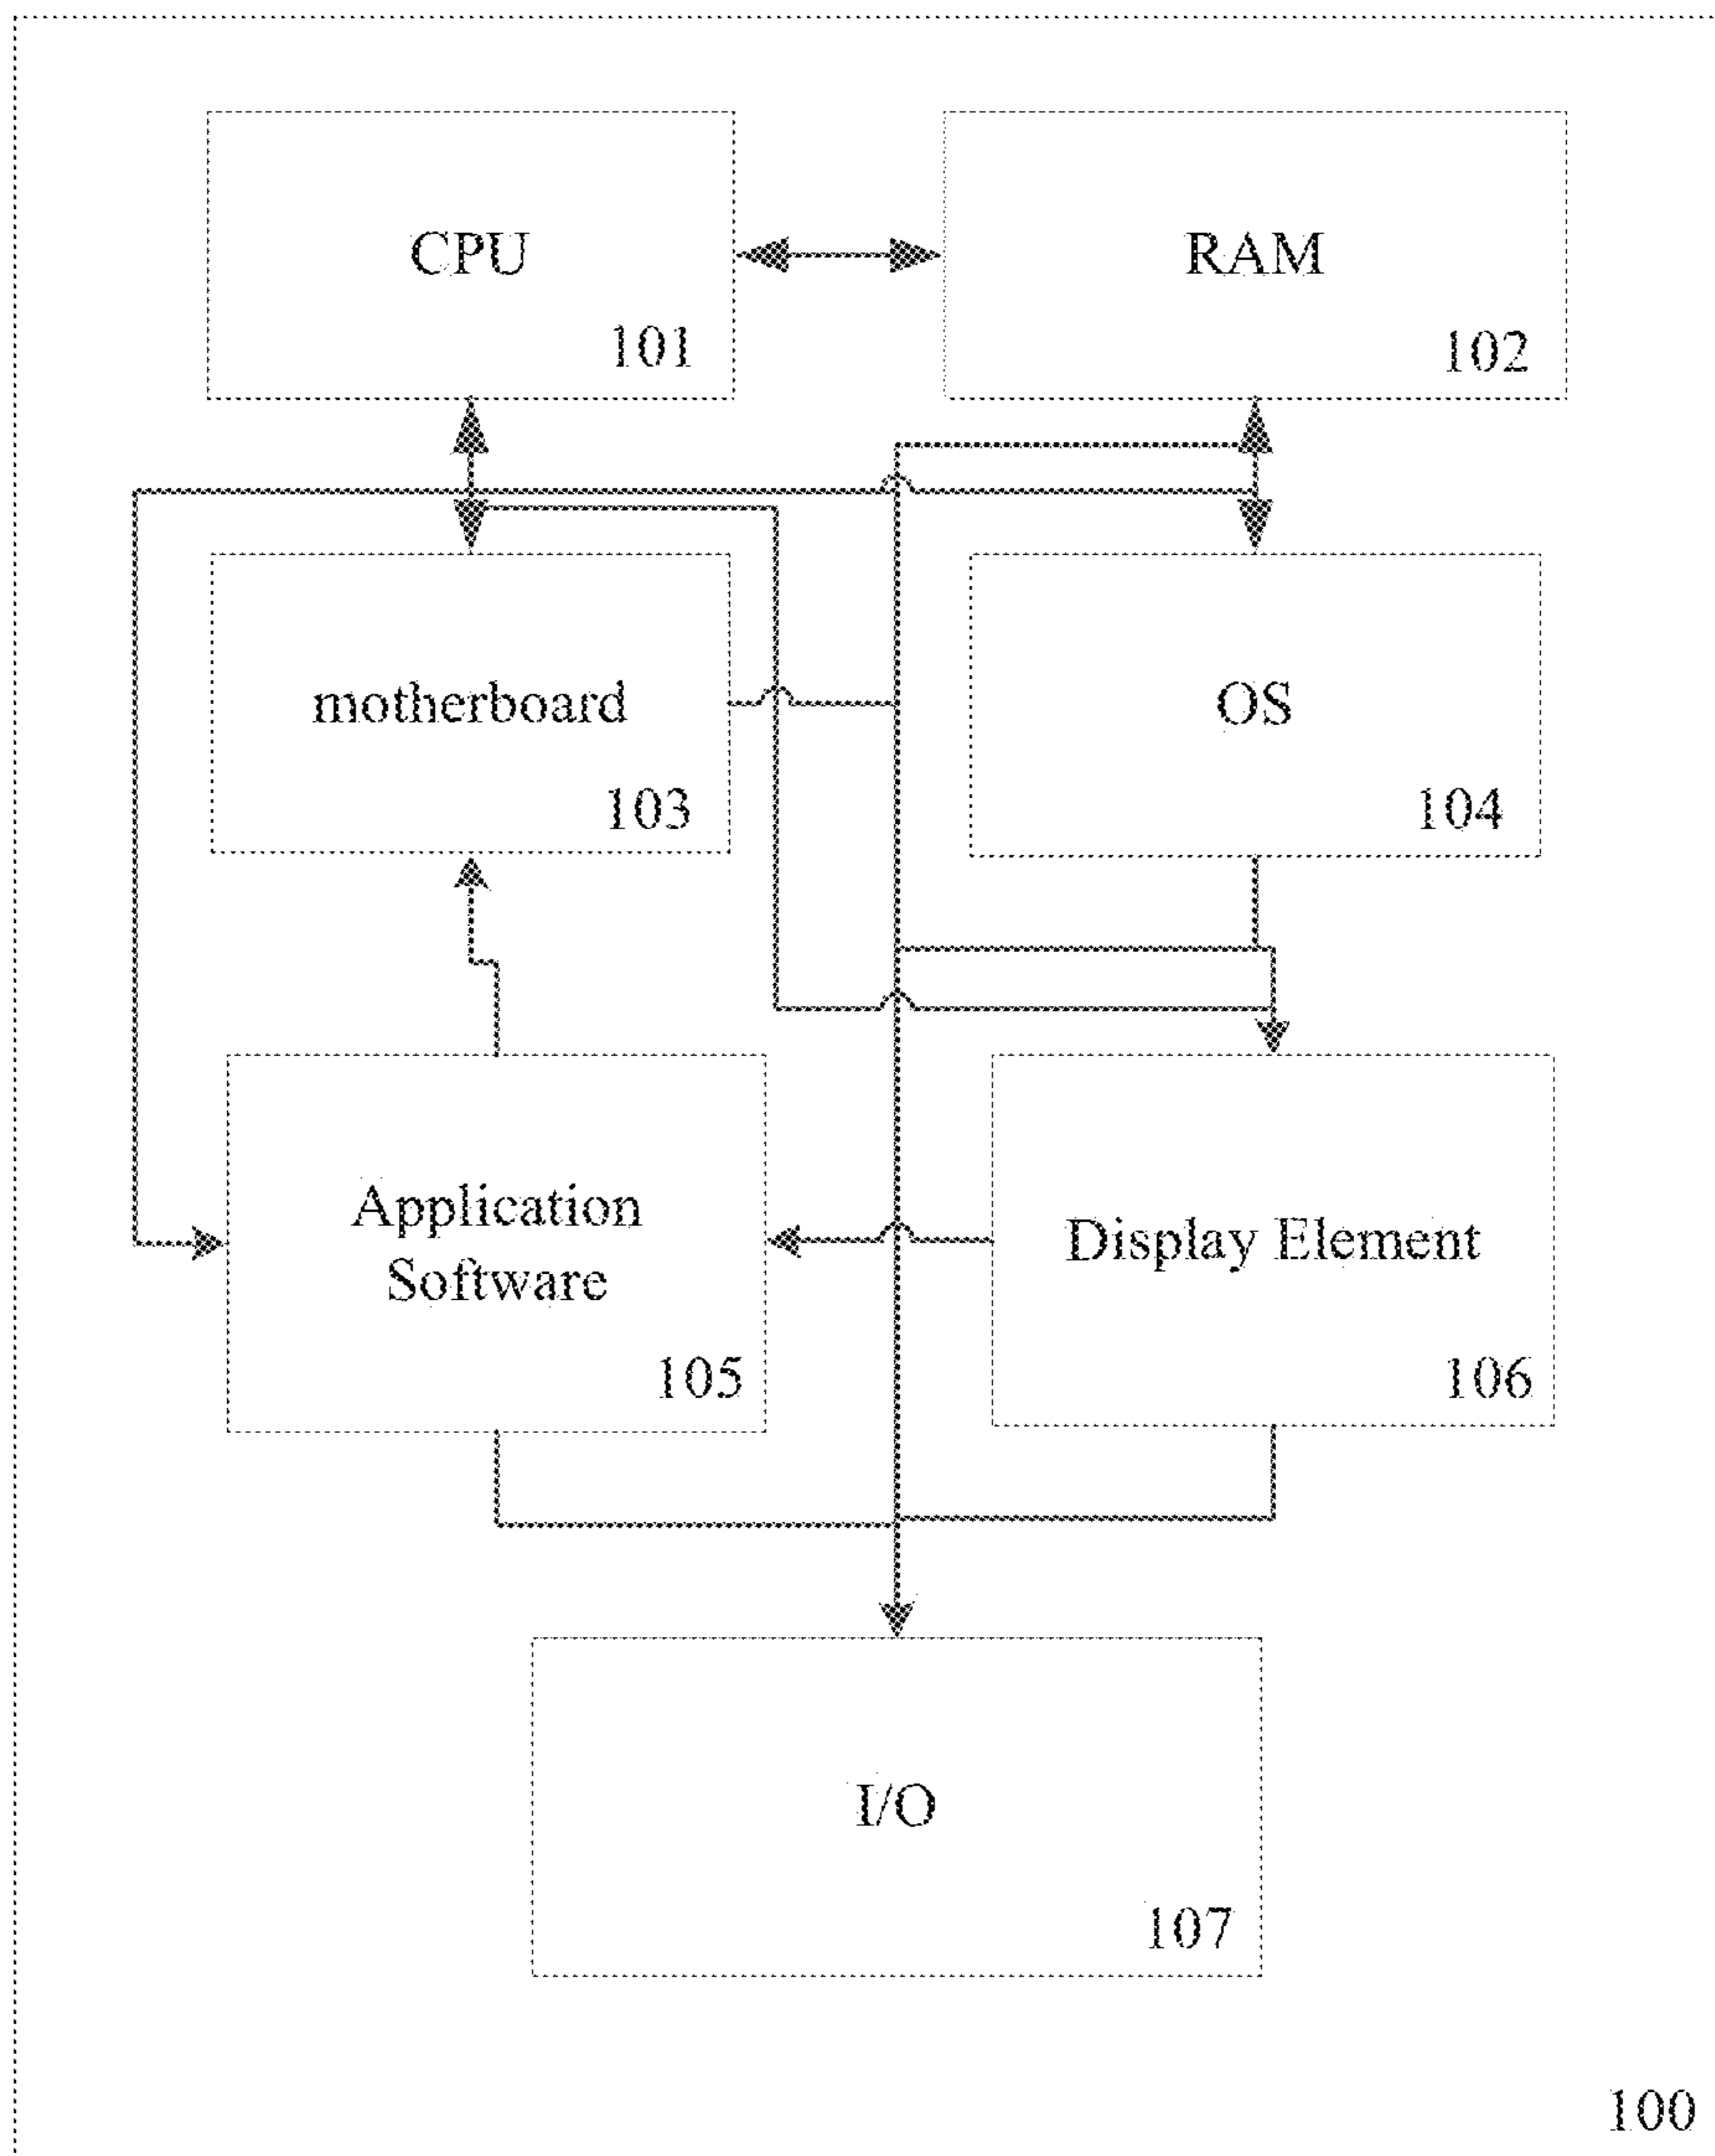 CPU
101
RAM
102
motherboard
103
OS
104
Application
Software
105
Display Element
106
I/O
107
100